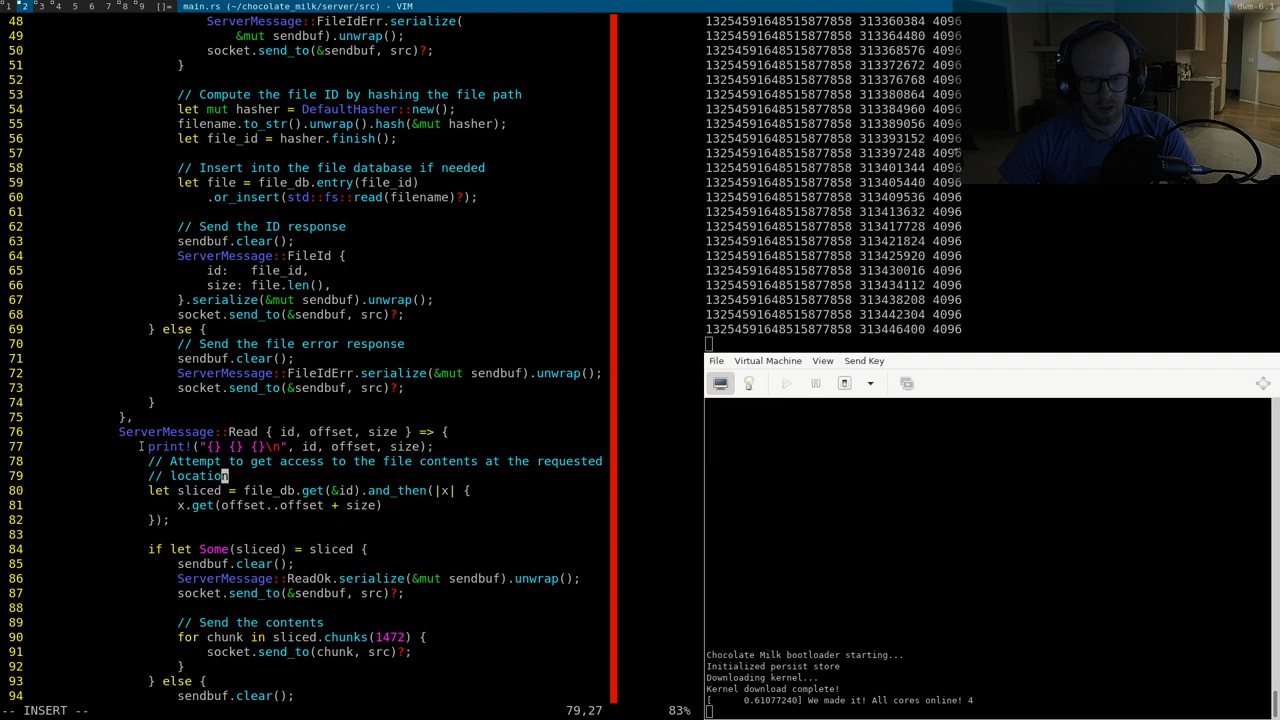 1 2 3 4 5 6 7 8 9 []= main.rs (~/chocolate_milk/server/src) - VIM
dwm-6.1
48 ServerMessage::FileIdErr.serialize(
49 &mut sendbuf).unwrap();
50 socket.send_to(&sendbuf, src)?;
51 }
52
53 // Compute the file ID by hashing the file path
54 let mut hasher = DefaultHasher::new();
55 filename.to_str().unwrap().hash(&mut hasher);
56 let file_id = hasher.finish();
57
58 // Insert into the file database if needed
59 let file = file_db.entry(file_id)
60 .or_insert(std::fs::read(filename)?);
61
62 // Send the ID response
63 sendbuf.clear();
64 ServerMessage::FileId {
65 id: file_id,
66 size: file.len(),
67 }.serialize(&mut sendbuf).unwrap();
68 socket.send_to(&sendbuf, src)?;
69 } else {
70 // Send the file error response
71 sendbuf.clear();
72 ServerMessage::FileIdErr.serialize(&mut sendbuf).unwrap();
73 socket.send_to(&sendbuf, src)?;
74 }
75 },
76 ServerMessage::Read { id, offset, size } => {
77 print!("{} {} {}\n", id, offset, size);
78 // Attempt to get access to the file contents at the requested
79 // location
80 let sliced = file_db.get(&id).and_then(|x| {
81 x.get(offset..offset + size)
82 });
83
84 if let Some(sliced) = sliced {
85 sendbuf.clear();
86 ServerMessage::ReadOk.serialize(&mut sendbuf).unwrap();
87 socket.send_to(&sendbuf, src)?;
88
89 // Send the contents
90 for chunk in sliced.chunks(1472) {
91 socket.send_to(chunk, src)?;
92 }
93 } else {
94 sendbuf.clear();
-- INSERT -- 79,27 83%
13254591648515877858 313360384 4096
13254591648515877858 313364480 4096
13254591648515877858 313368576 4096
13254591648515877858 313372672 4096
13254591648515877858 313376768 4096
13254591648515877858 313380864 4096
13254591648515877858 313384960 4096
13254591648515877858 313389056 4096
13254591648515877858 313393152 4096
13254591648515877858 313397248 4096
13254591648515877858 313401344 4096
13254591648515877858 313405440 4096
13254591648515877858 313409536 4096
13254591648515877858 313413632 4096
13254591648515877858 313417728 4096
13254591648515877858 313421824 4096
13254591648515877858 313425920 4096
13254591648515877858 313430016 4096
13254591648515877858 313434112 4096
13254591648515877858 313438208 4096
13254591648515877858 313442304 4096
13254591648515877858 313446400 4096
File Virtual Machine View Send Key
Chocolate Milk bootloader starting...
Initialized persist store
Downloading kernel...
Kernel download complete!
[ 0.61077240] We made it! All cores online! 4